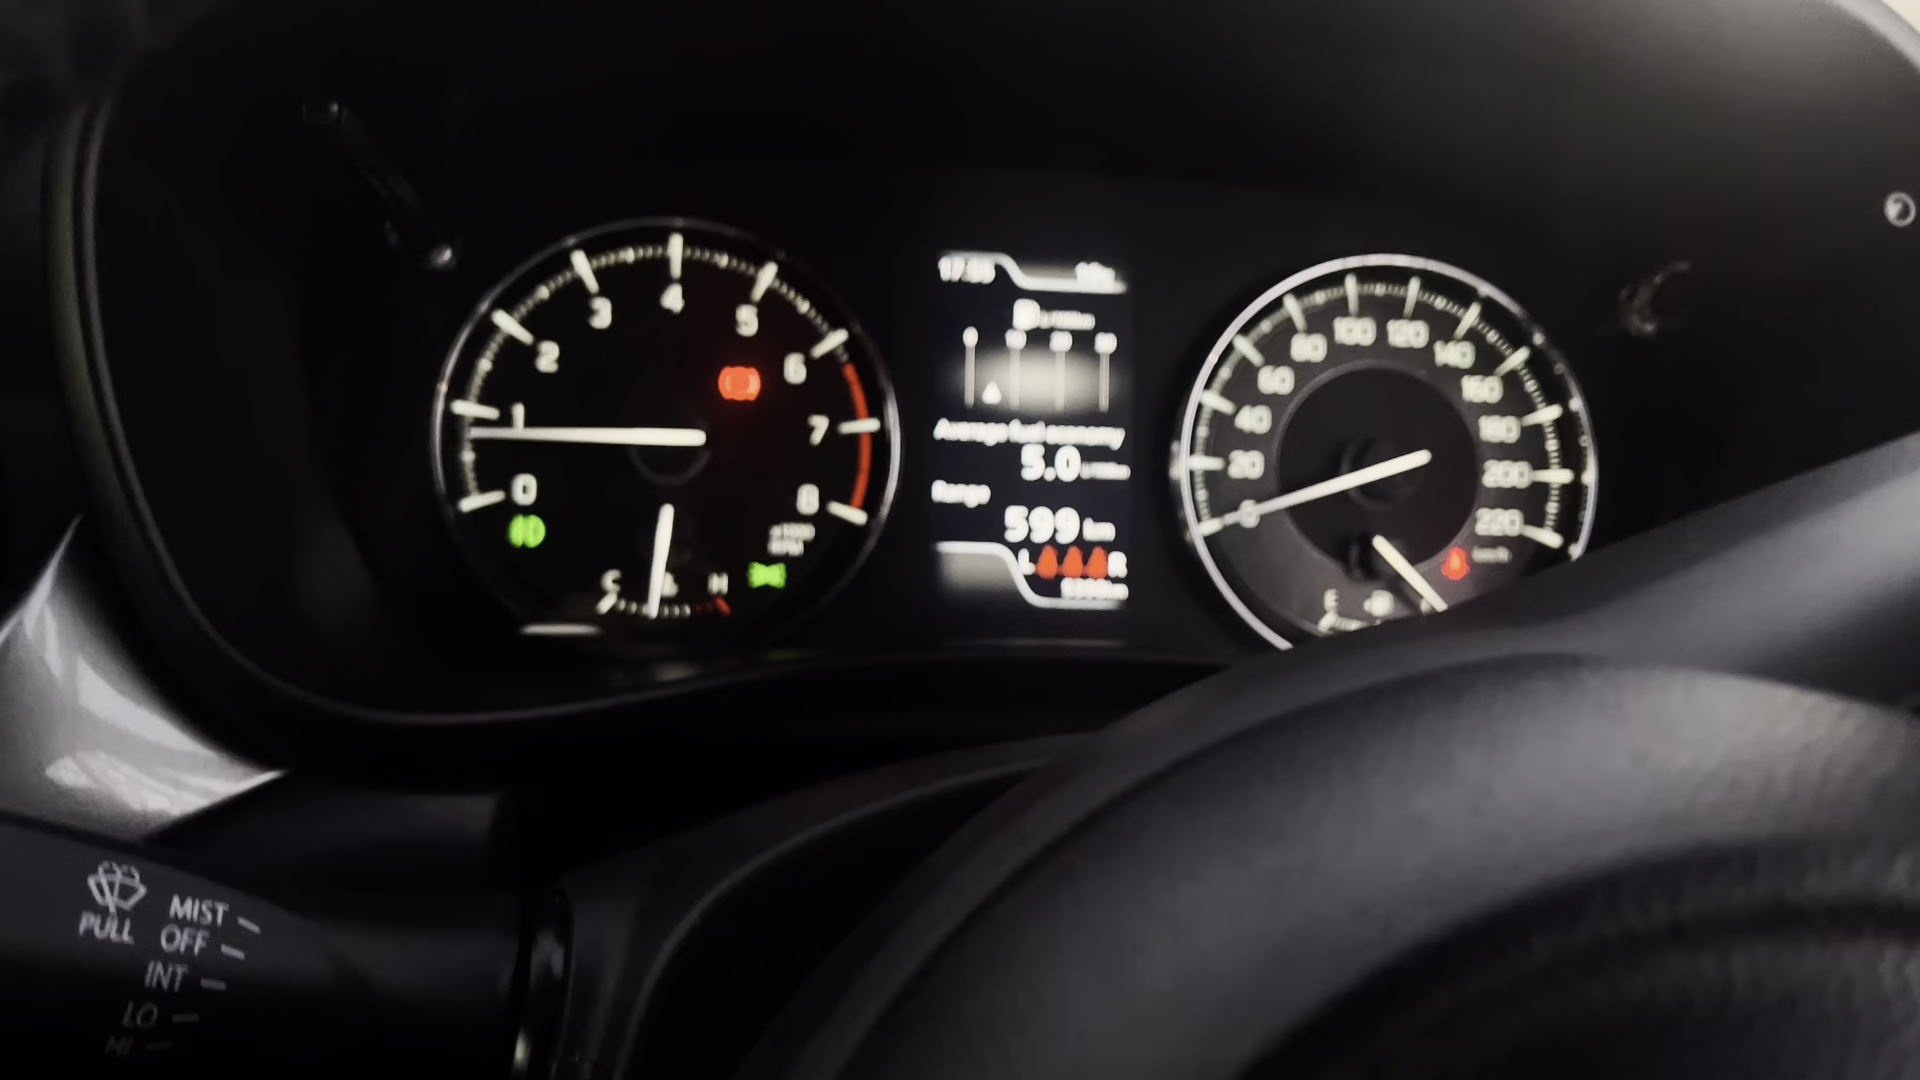 0
1
2
3
4
5
6
7
8
x1000
RPM
C
H
0
Average fuel economy
5.0
Range
599 km
L
R
20
40
60
80
100
120
140
160
180
200
220
km/h
E
PULL
MIST
OFF
INT
LO
HI